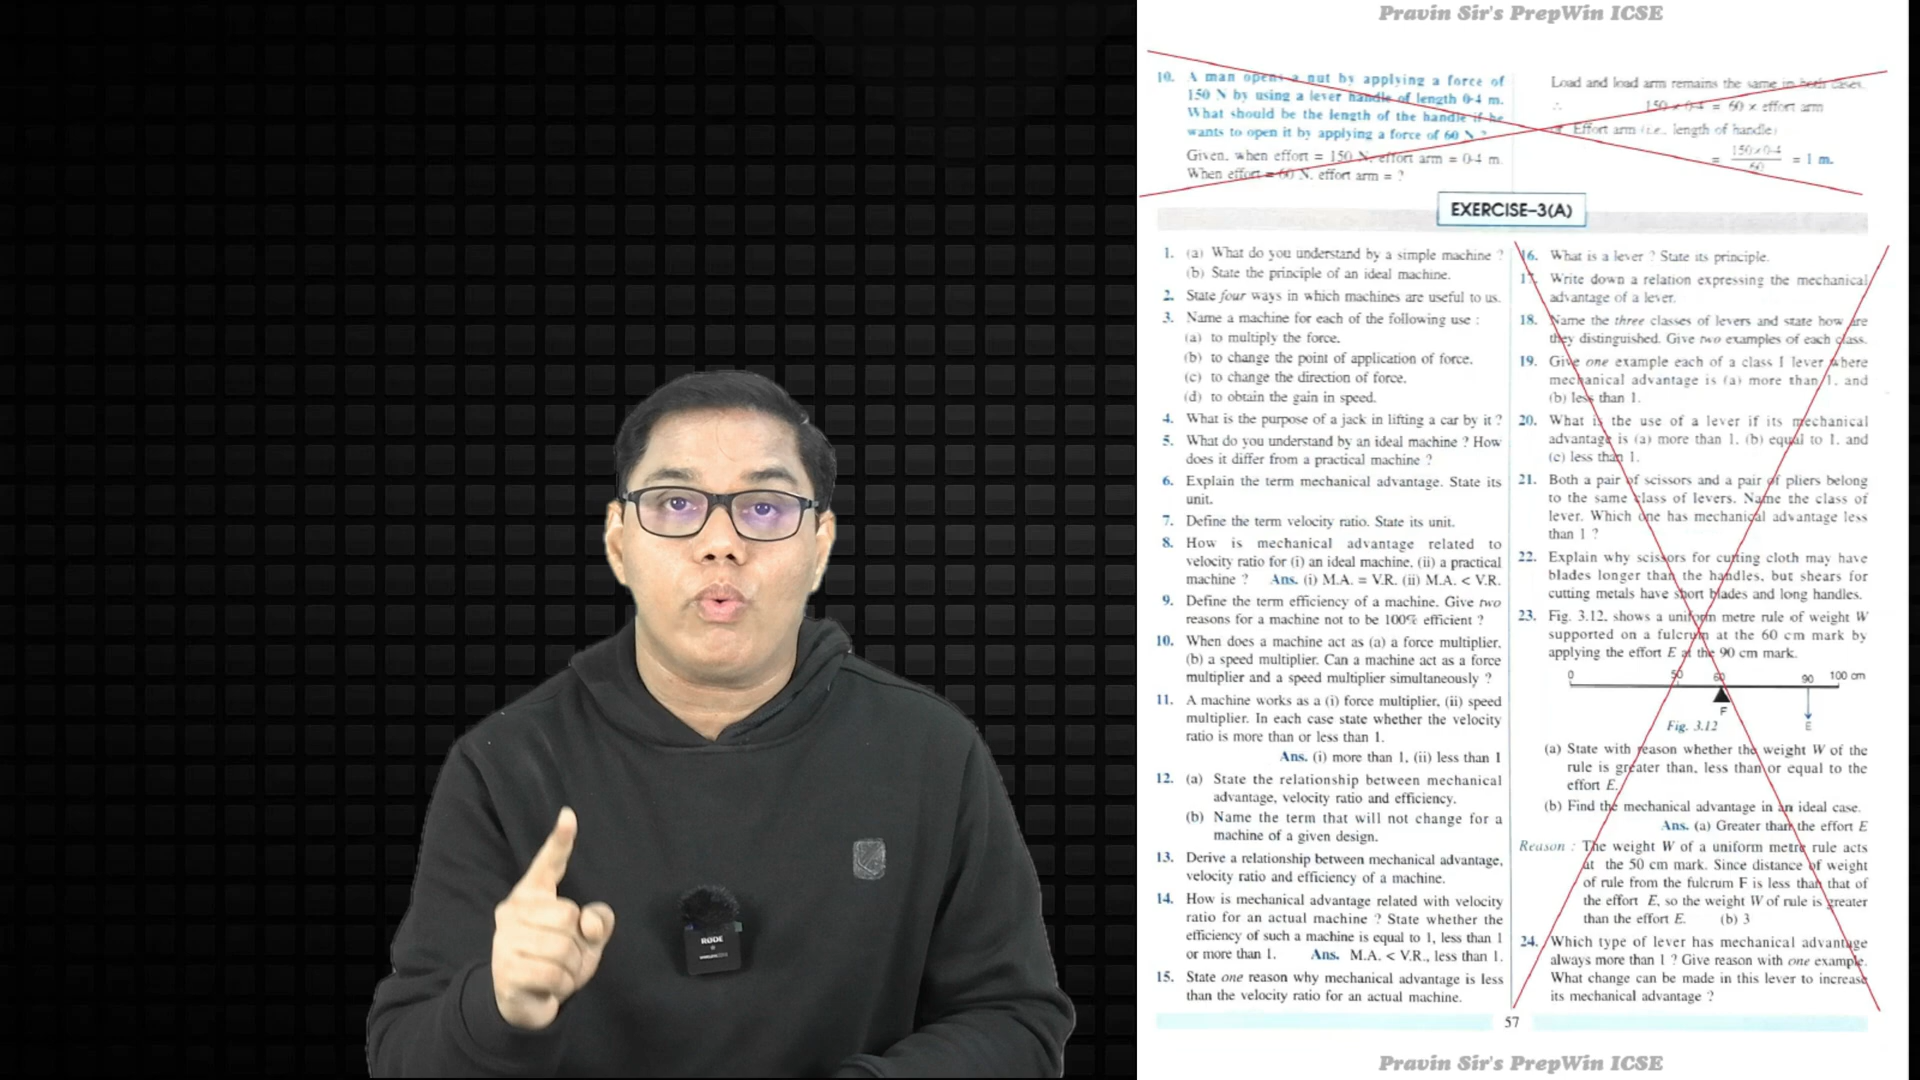 Pravin Sir's PrepWin ICSE
10. A man opens a nut by applying a force of
150 N by using a lever handle of length 0·4 m.
What should be the length of the handle if he
wants to open it by applying a force of 60 N ?
Given, when effort = 150 N, effort arm = 0·4 m.
When effort = 60 N, effort arm = ?
Load and load arm remains the same in both cases.
∴ 150 × 0·4 = 60 × effort arm
Effort arm (i.e., length of handle)
= 150×0·4 / 60 = 1 m.
EXERCISE–3(A)
1. (a) What do you understand by a simple machine ?
(b) State the principle of an ideal machine.
2. State four ways in which machines are useful to us.
3. Name a machine for each of the following use :
(a) to multiply the force.
(b) to change the point of application of force.
(c) to change the direction of force.
(d) to obtain the gain in speed.
4. What is the purpose of a jack in lifting a car by it ?
5. What do you understand by an ideal machine ? How
does it differ from a practical machine ?
6. Explain the term mechanical advantage. State its
unit.
7. Define the term velocity ratio. State its unit.
8. How is mechanical advantage related to
velocity ratio for (i) an ideal machine, (ii) a practical
machine ? Ans. (i) M.A. = V.R. (ii) M.A. < V.R.
9. Define the term efficiency of a machine. Give two
reasons for a machine not to be 100% efficient ?
10. When does a machine act as (a) a force multiplier,
(b) a speed multiplier. Can a machine act as a force
multiplier and a speed multiplier simultaneously ?
11. A machine works as a (i) force multiplier, (ii) speed
multiplier. In each case state whether the velocity
ratio is more than or less than 1.
Ans. (i) more than 1, (ii) less than 1
12. (a) State the relationship between mechanical
advantage, velocity ratio and efficiency.
(b) Name the term that will not change for a
machine of a given design.
13. Derive a relationship between mechanical advantage,
velocity ratio and efficiency of a machine.
14. How is mechanical advantage related with velocity
ratio for an actual machine ? State whether the
efficiency of such a machine is equal to 1, less than 1
or more than 1. Ans. M.A. < V.R., less than 1.
15. State one reason why mechanical advantage is less
than the velocity ratio for an actual machine.
16. What is a lever ? State its principle.
17. Write down a relation expressing the mechanical
advantage of a lever.
18. Name the three classes of levers and state how are
they distinguished. Give two examples of each class.
19. Give one example each of a class I lever where
mechanical advantage is (a) more than 1, and
(b) less than 1.
20. What is the use of a lever if its mechanical
advantage is (a) more than 1, (b) equal to 1, and
(c) less than 1.
21. Both a pair of scissors and a pair of pliers belong
to the same class of levers. Name the class of
lever. Which one has mechanical advantage less
than 1 ?
22. Explain why scissors for cutting cloth may have
blades longer than the handles, but shears for
cutting metals have short blades and long handles.
23. Fig. 3.12, shows a uniform metre rule of weight W
supported on a fulcrum at the 60 cm mark by
applying the effort E at the 90 cm mark.
0 50 60 90 100 cm
F
E
Fig. 3.12
(a) State with reason whether the weight W of the
rule is greater than, less than or equal to the
effort E.
(b) Find the mechanical advantage in an ideal case.
Ans. (a) Greater than the effort E
Reason : The weight W of a uniform metre rule acts
at the 50 cm mark. Since distance of weight
of rule from the fulcrum F is less than that of
the effort E, so the weight W of rule is greater
than the effort E. (b) 3
24. Which type of lever has mechanical advantage
always more than 1 ? Give reason with one example.
What change can be made in this lever to increase
its mechanical advantage ?
57
Pravin Sir's PrepWin ICSE
RØDE